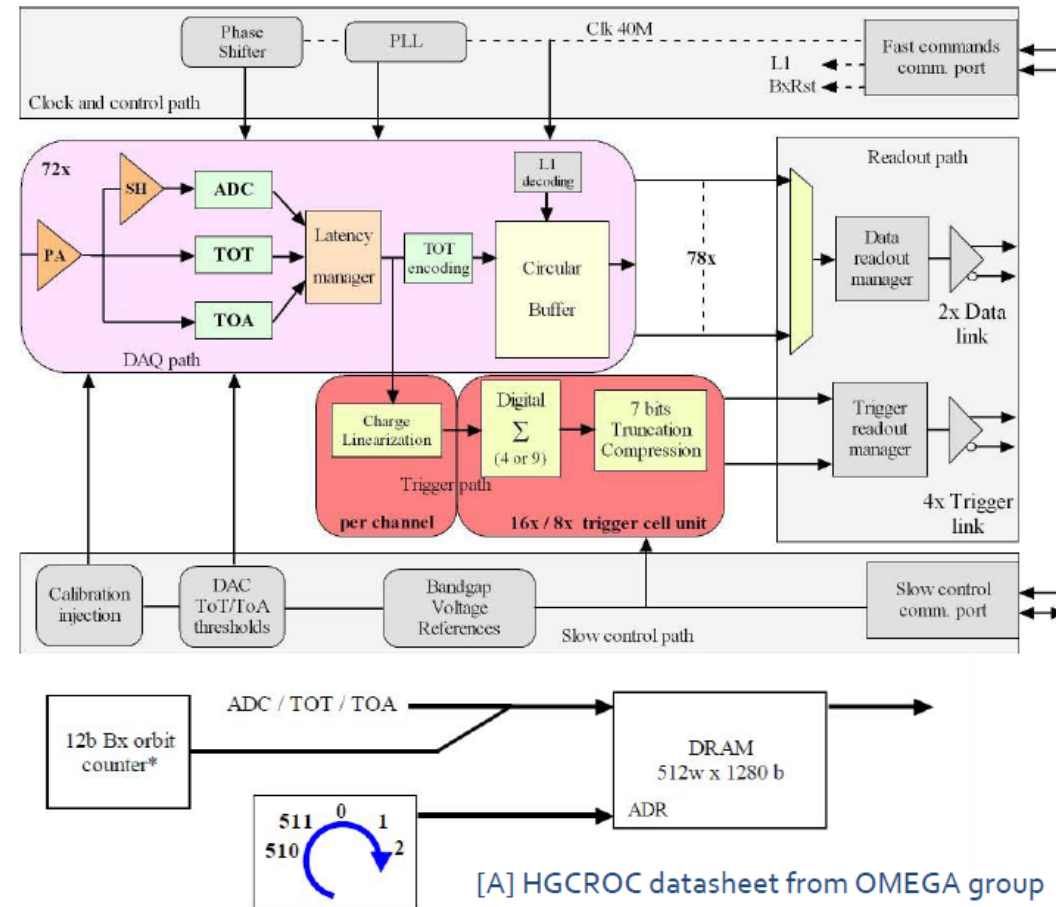 Phase
Shifter
PLL
Clk 40M
Fast commands
comm. port
L1
BxRst
Clock and control path
72x
SH
ADC
PA
TOT
TOA
Latency
manager
TOT
encoding
L1
decoding
Circular
Buffer
DAQ path
78x
Readout path
Data
readout
manager
2x Data
link
Charge
Linearization
Digital
Σ
(4 or 9)
7 bits
Truncation
Compression
Trigger path
per channel
16x / 8x trigger cell unit
Trigger
readout
manager
4x Trigger
link
Calibration
injection
DAC
ToT/ToA
thresholds
Bandgap
Voltage
References
Slow control path
Slow control
comm. port
12b Bx orbit
counter*
ADC / TOT / TOA
DRAM
512w x 1280 b
ADR
510
511
0
1
2
[A] HGCROC datasheet from OMEGA group